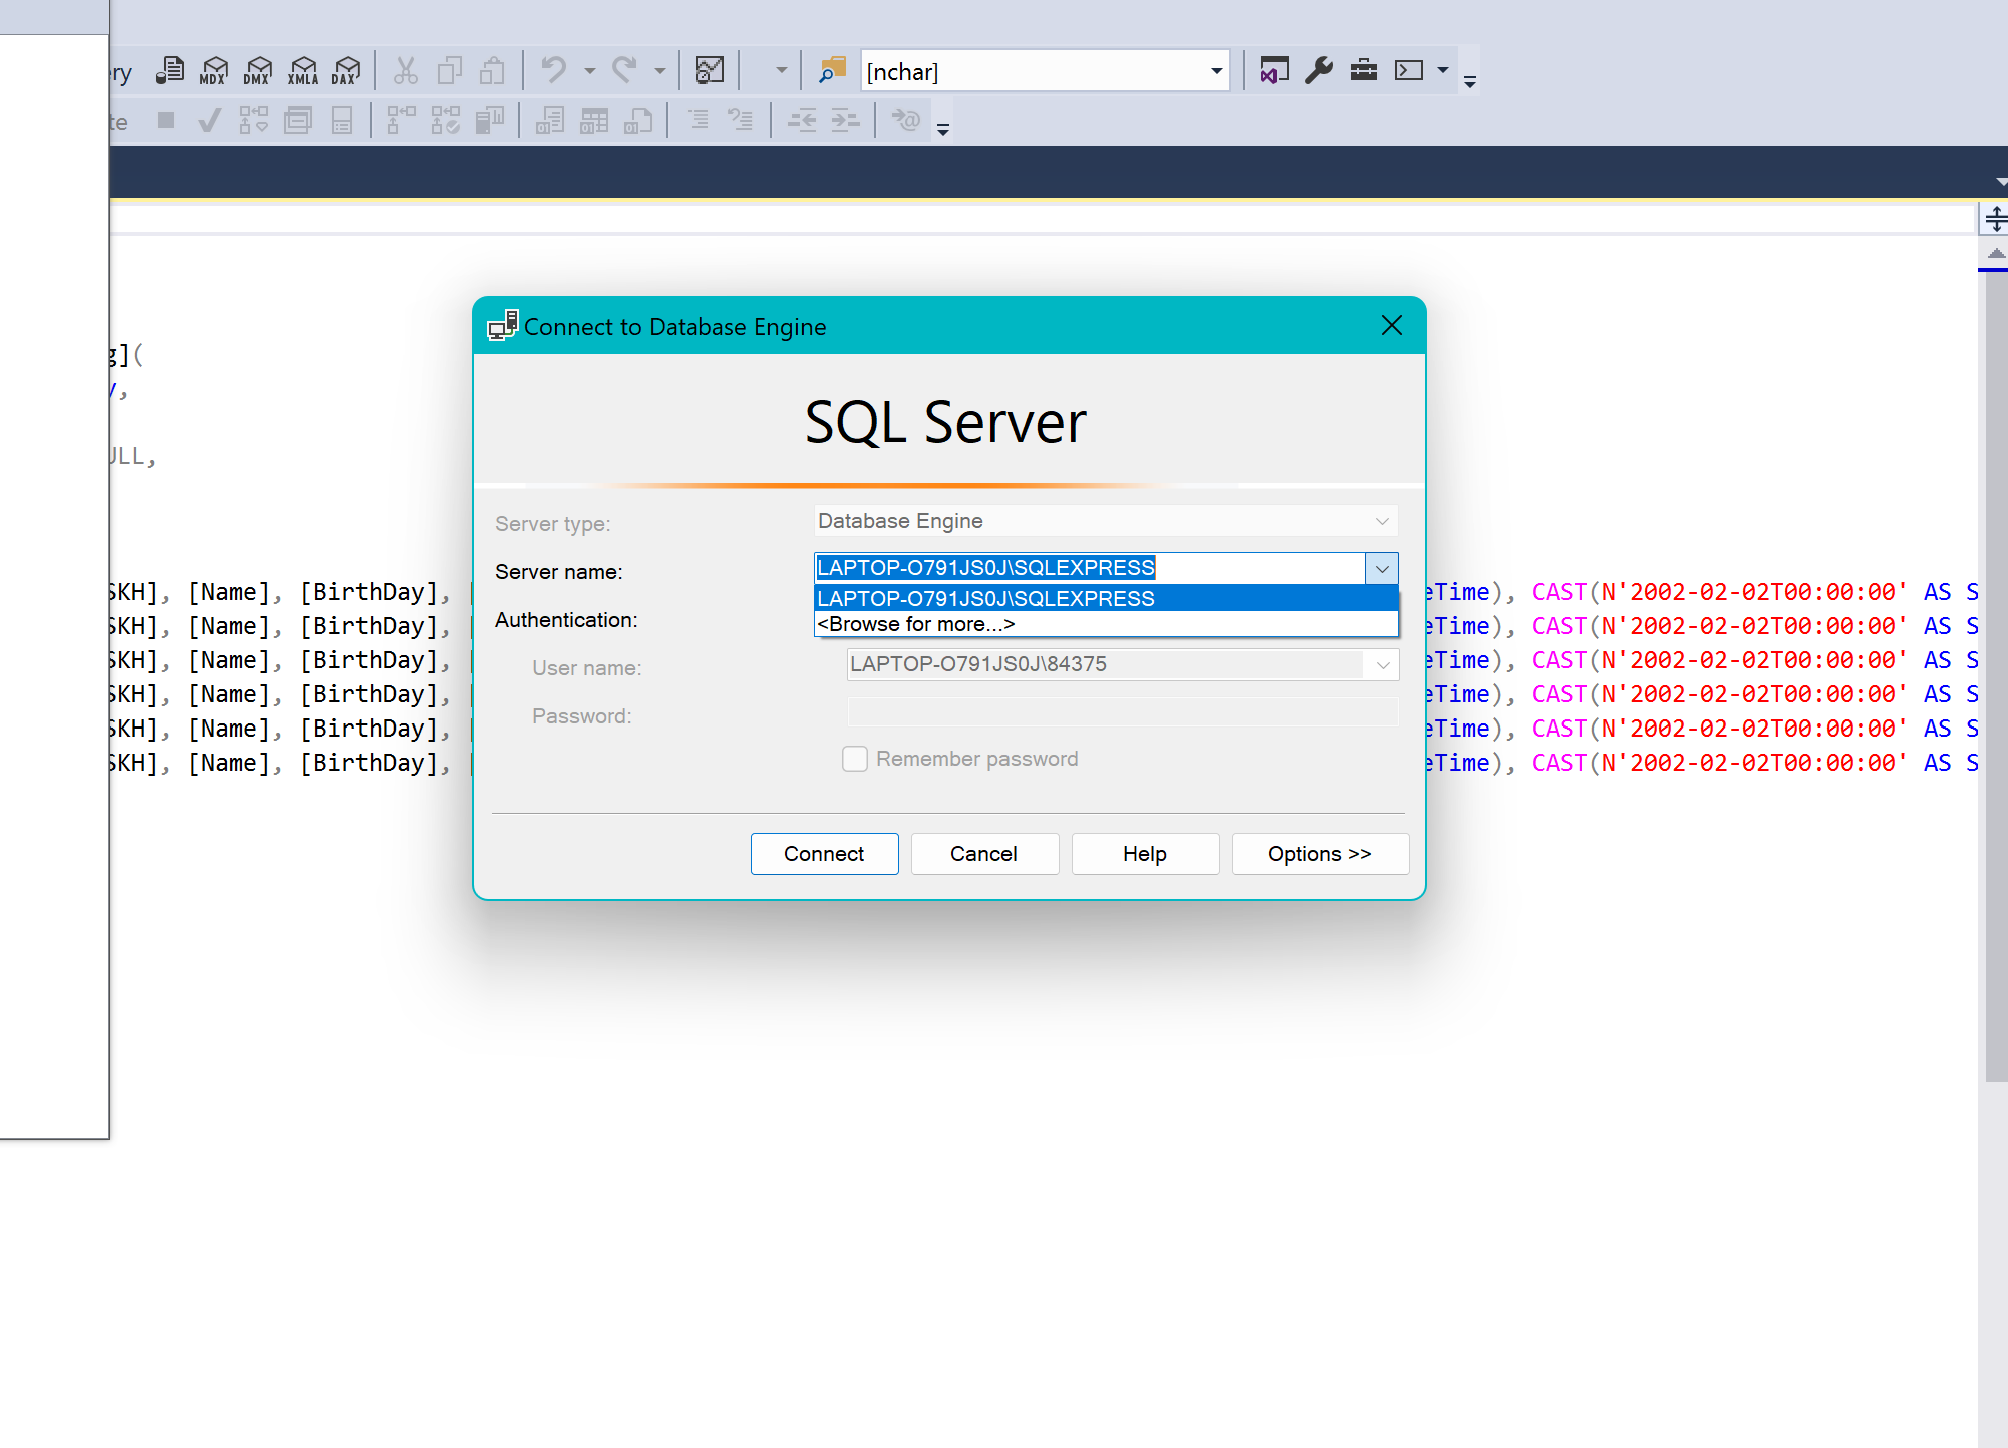 ry MDX DMX XMLA DAX [nchar]
te
Connect to Database Engine
SQL Server
g](
y,
ULL,
Server type: Database Engine
Server name: LAPTOP-O791JS0J\SQLEXPRESS
LAPTOP-O791JS0J\SQLEXPRESS
<Browse for more...>
Authentication:
User name: LAPTOP-O791JS0J\84375
Password:
Remember password
Connect Cancel Help Options >>
SKH], [Name], [BirthDay], eTime), CAST(N'2002-02-02T00:00:00' AS S
SKH], [Name], [BirthDay], eTime), CAST(N'2002-02-02T00:00:00' AS S
SKH], [Name], [BirthDay], eTime), CAST(N'2002-02-02T00:00:00' AS S
SKH], [Name], [BirthDay], eTime), CAST(N'2002-02-02T00:00:00' AS S
SKH], [Name], [BirthDay], eTime), CAST(N'2002-02-02T00:00:00' AS S
SKH], [Name], [BirthDay], eTime), CAST(N'2002-02-02T00:00:00' AS S